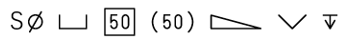 SØ ⌴ 50 (50) ⌳ ⌵ ↧